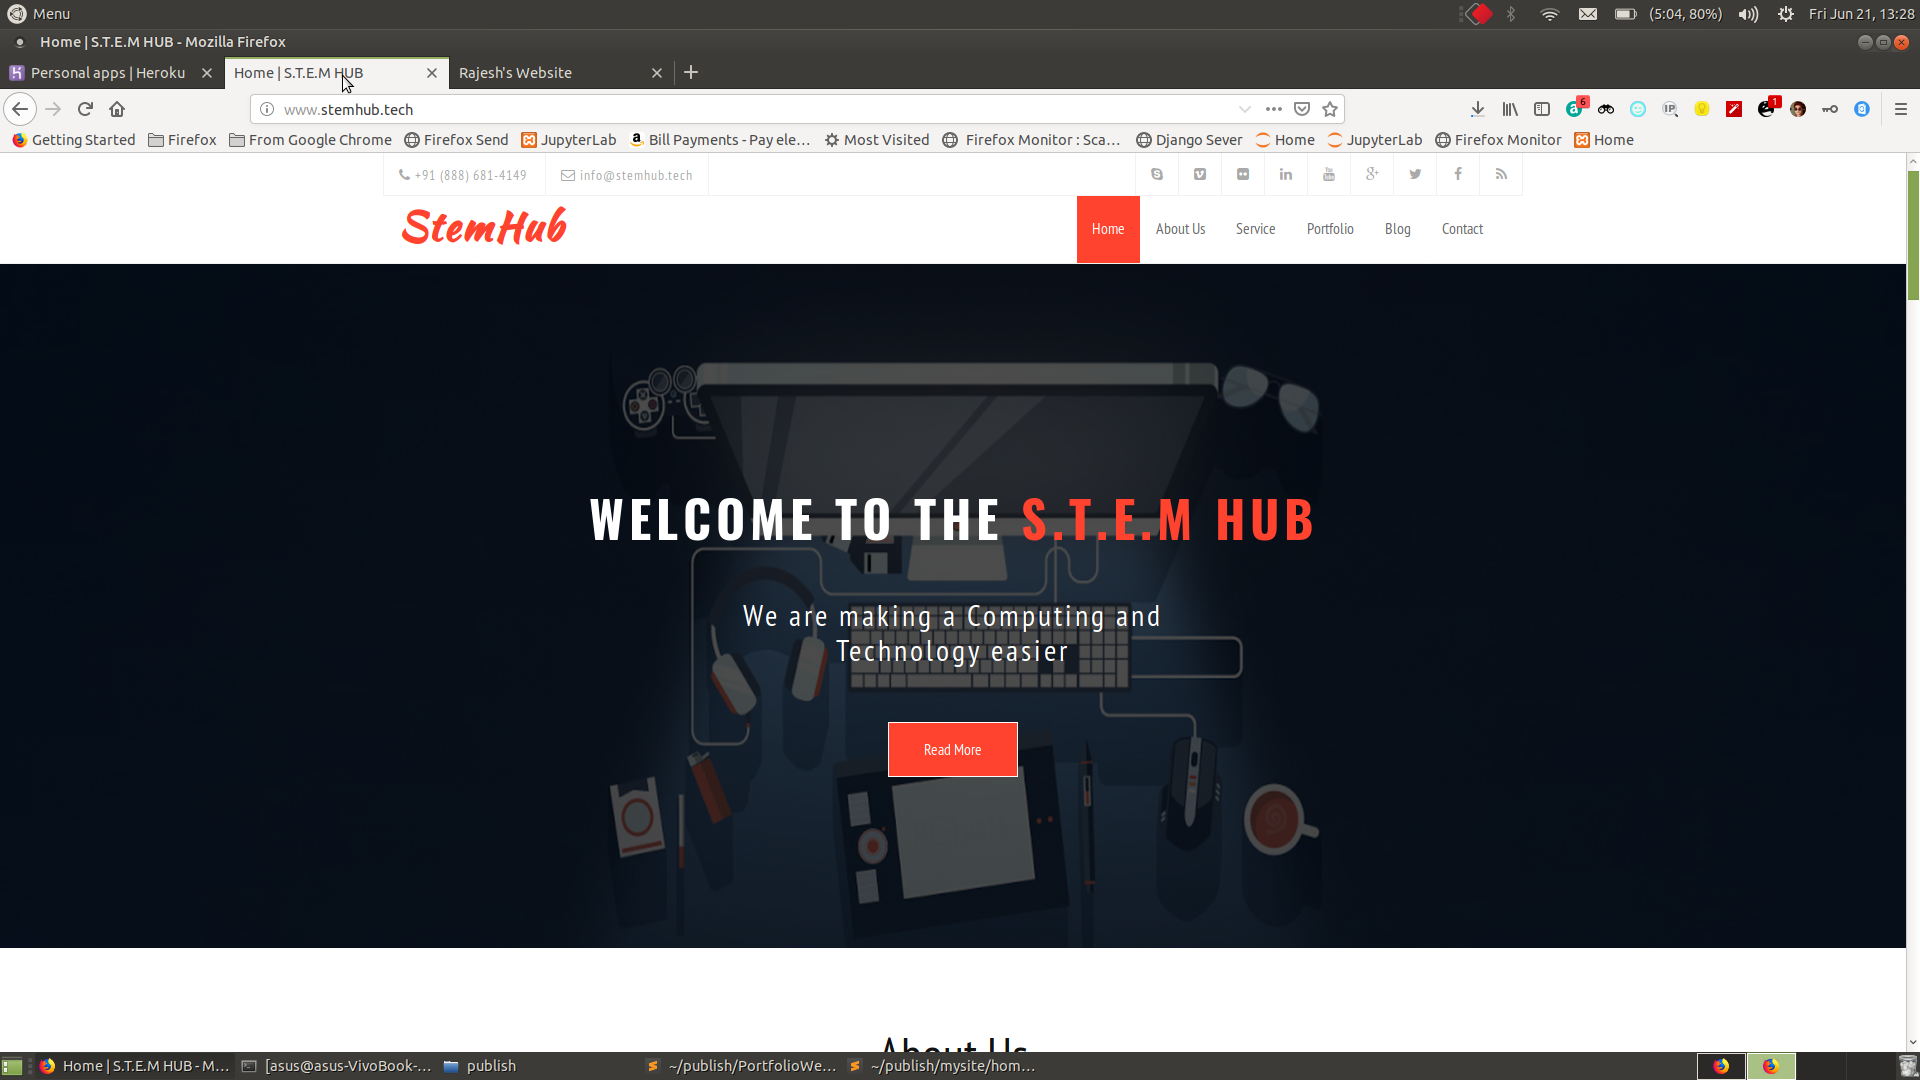 Menu
(5:04, 80%)
Fri Jun 21, 13:28
Home | S.T.E.M HUB - Mozilla Firefox
Personal apps | Heroku
Home | S.T.E.M HUB
Rajesh's Website
www.stemhub.tech
6
1
Getting Started
Firefox
From Google Chrome
Firefox Send
JupyterLab
Bill Payments - Pay ele...
Most Visited
Firefox Monitor : Sca...
Django Sever
Home
JupyterLab
Firefox Monitor
Home
+91 (888) 681-4149
info@stemhub.tech
StemHub
Home
About Us
Service
Portfolio
Blog
Contact
WELCOME TO THE S.T.E.M HUB
We are making a Computing and
Technology easier
Read More
About Us
Home | S.T.E.M HUB - M...
[asus@asus-VivoBook-...
publish
~/publish/PortfolioWe...
~/publish/mysite/hom...